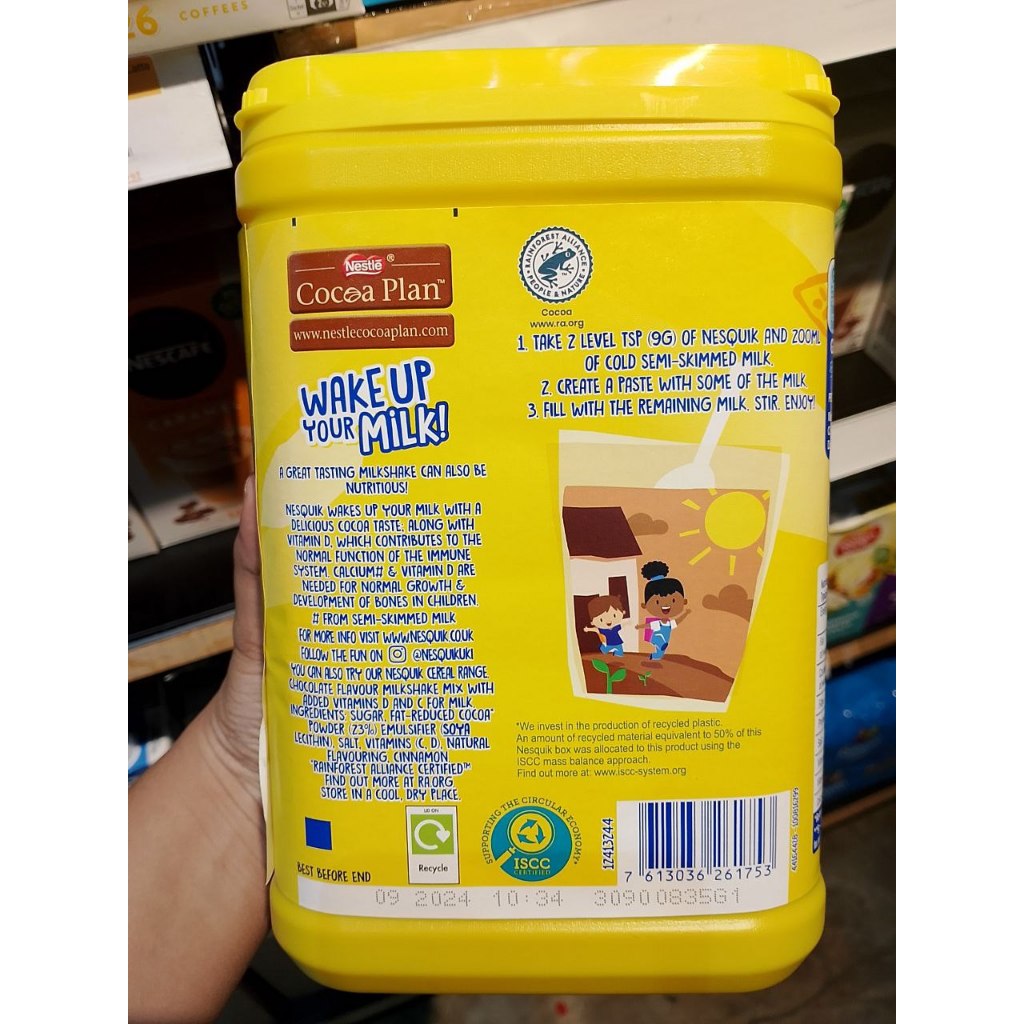 26 COFFEES
NESCAFÉ
Nestlé ®
Cocoa Plan™
www.nestlecocoaplan.com
WAKE UP
YOUR MiLK!
A GREAT TASTING MILKSHAKE CAN ALSO BE
NUTRITIOUS!
NESQUIK WAKES UP YOUR MILK WITH A
DELICIOUS COCOA TASTE, ALONG WITH
VITAMIN D, WHICH CONTRIBUTES TO THE
NORMAL FUNCTION OF THE IMMUNE
SYSTEM. CALCIUM# & VITAMIN D ARE
NEEDED FOR NORMAL GROWTH &
DEVELOPMENT OF BONES IN CHILDREN.
# FROM SEMI-SKIMMED MILK
FOR MORE INFO VISIT WWW.NESQUIK.CO.UK
FOLLOW THE FUN ON @NESQUIKUKI
YOU CAN ALSO TRY OUR NESQUIK CEREAL RANGE.
CHOCOLATE FLAVOUR MILKSHAKE MIX WITH
ADDED VITAMINS D AND C FOR MILK
INGREDIENTS: SUGAR, FAT-REDUCED COCOA*
POWDER (23%) EMULSIFIER (SOYA
LECITHIN), SALT, VITAMINS (C, D), NATURAL
FLAVOURING, CINNAMON
*RAINFOREST ALLIANCE CERTIFIED™
FIND OUT MORE AT RA.ORG
STORE IN A COOL, DRY PLACE.
RAINFOREST ALLIANCE
PEOPLE & NATURE
Cocoa
www.ra.org
1. TAKE 2 LEVEL TSP (9G) OF NESQUIK AND 200ML
OF COLD SEMI-SKIMMED MILK.
2. CREATE A PASTE WITH SOME OF THE MILK
3. FILL WITH THE REMAINING MILK. STIR. ENJOY!
*We invest in the production of recycled plastic.
An amount of recycled material equivalent to 50% of this
Nesquik box was allocated to this product using the
ISCC mass balance approach.
Find out more at: www.iscc-system.org
LID ON
Recycle
SUPPORTING THE CIRCULAR ECONOMY
ISCC
CERTIFIED
12413244
7 613036 261753
BEST BEFORE END
09 2024 10:34 3090083561